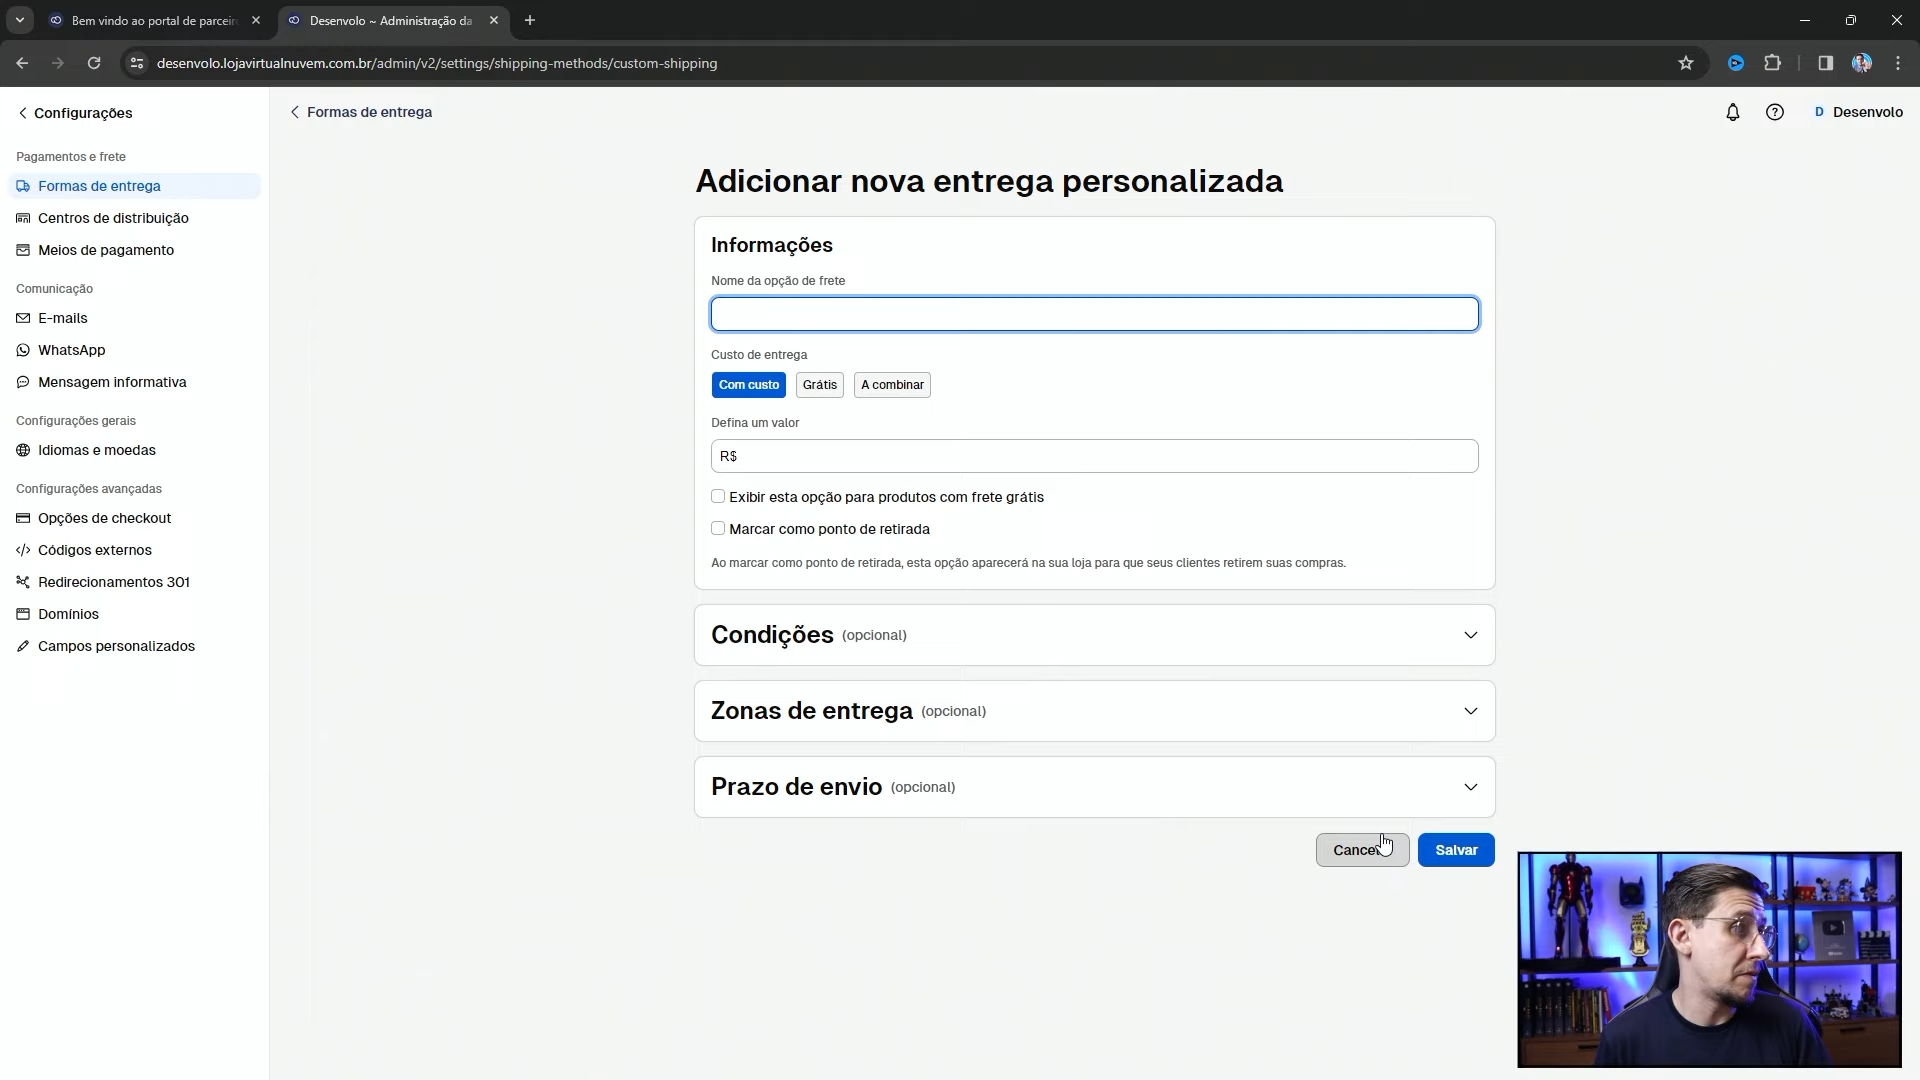 Bem vindo ao portal de parceir
Desenvolo ~ Administração da
desenvolo.lojavirtualnuvem.com.br/admin/v2/settings/shipping-methods/custom-shipping
Configurações
Formas de entrega
D Desenvolo
Pagamentos e frete
Formas de entrega
Centros de distribuição
Meios de pagamento
Comunicação
E-mails
WhatsApp
Mensagem informativa
Configurações gerais
Idiomas e moedas
Configurações avançadas
Opções de checkout
Códigos externos
Redirecionamentos 301
Domínios
Campos personalizados
Adicionar nova entrega personalizada
Informações
Nome da opção de frete
Custo de entrega
Com custo
Grátis
A combinar
Defina um valor
R$
Exibir esta opção para produtos com frete grátis
Marcar como ponto de retirada
Ao marcar como ponto de retirada, esta opção aparecerá na sua loja para que seus clientes retirem suas compras.
Condições (opcional)
Zonas de entrega (opcional)
Prazo de envio (opcional)
Salvar